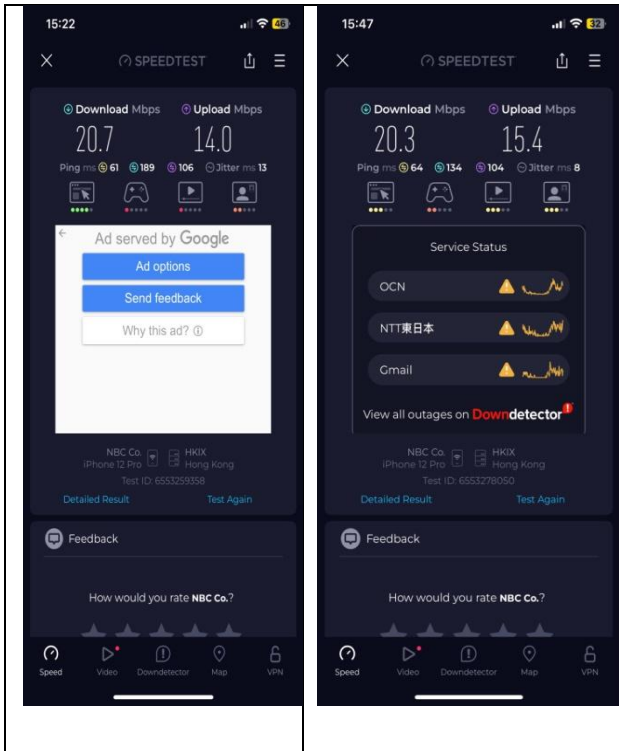 15:22
46
SPEEDTEST
Download Mbps
Upload Mbps
20.7
14.0
Ping ms 61 189 106 Jitter ms 13
Ad served by Google
Ad options
Send feedback
Why this ad?
NBC Co.
iPhone 12 Pro
HKIX
Hong Kong
Test ID: 6553259358
Detailed Result
Test Again
Feedback
How would you rate NBC Co.?
Speed
Video
Downdetector
Map
VPN
15:47
32
SPEEDTEST
Download Mbps
Upload Mbps
20.3
15.4
Ping ms 64 134 104 Jitter ms 8
Service Status
OCN
NTT東日本
Gmail
View all outages on Downdetector
NBC Co.
iPhone 12 Pro
HKIX
Hong Kong
Test ID: 6553278050
Detailed Result
Test Again
Feedback
How would you rate NBC Co.?
Speed
Video
Downdetector
Map
VPN